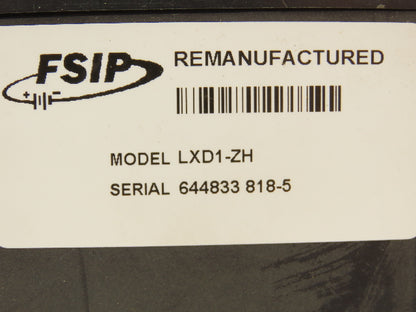 FSIP
REMANUFACTURED
MODEL LXD1-ZH
SERIAL 644833 818-5